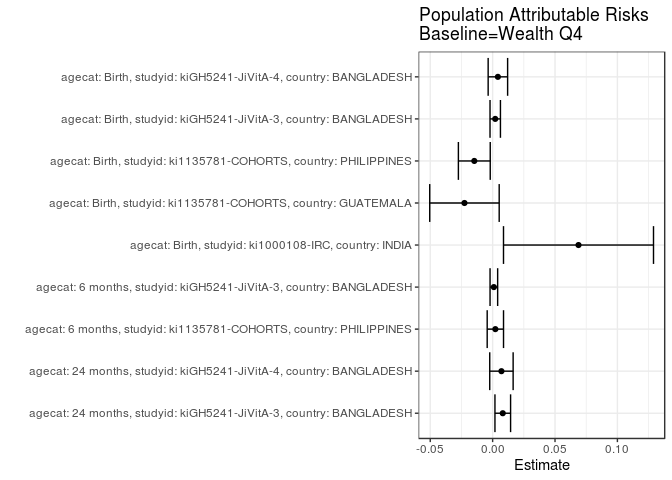 Population Attributable Risks
Baseline=Wealth Q4
agecat: Birth, studyid: kiGH5241-JiVitA-4, country: BANGLADESH
agecat: Birth, studyid: kiGH5241-JiVitA-3, country: BANGLADESH
agecat: Birth, studyid: ki1135781-COHORTS, country: PHILIPPINES
agecat: Birth, studyid: ki1135781-COHORTS, country: GUATEMALA
agecat: Birth, studyid: ki1000108-IRC, country: INDIA
agecat: 6 months, studyid: kiGH5241-JiVitA-3, country: BANGLADESH
agecat: 6 months, studyid: ki1135781-COHORTS, country: PHILIPPINES
agecat: 24 months, studyid: kiGH5241-JiVitA-4, country: BANGLADESH
agecat: 24 months, studyid: kiGH5241-JiVitA-3, country: BANGLADESH
-0.05 0.00 0.05 0.10
Estimate